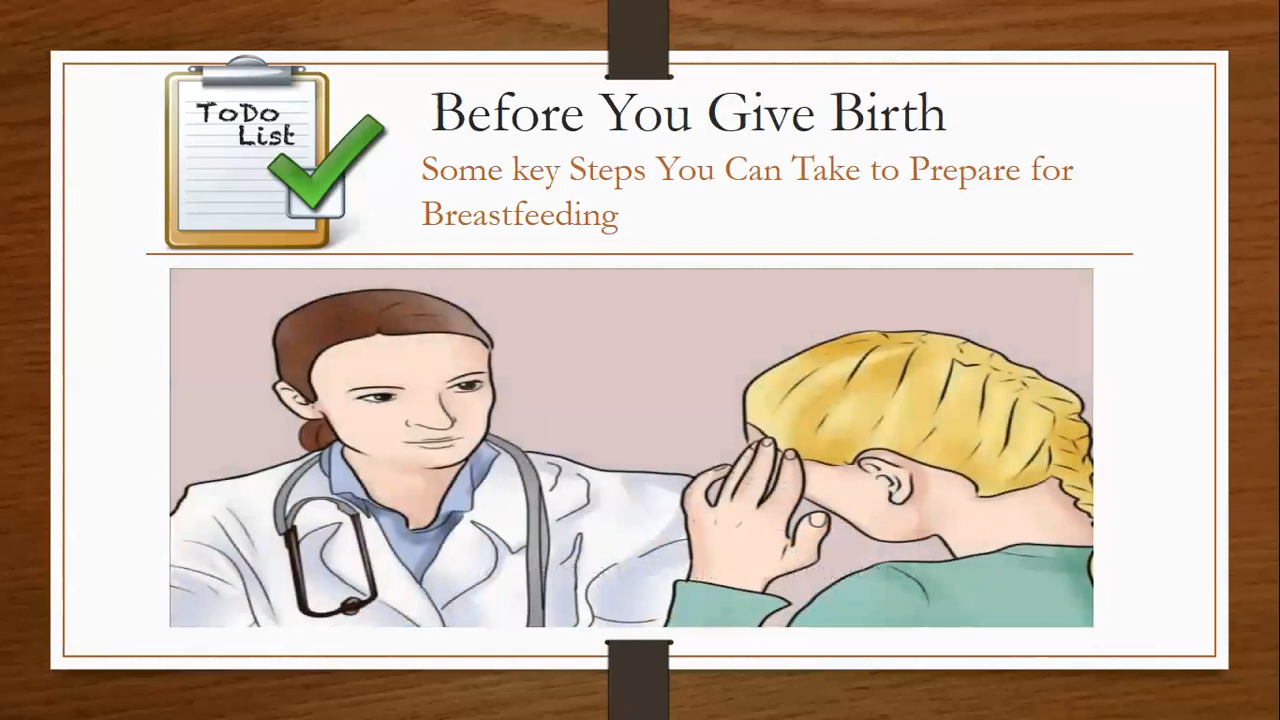 ToDo
List
Before You Give Birth
Some key Steps You Can Take to Prepare for
Breastfeeding